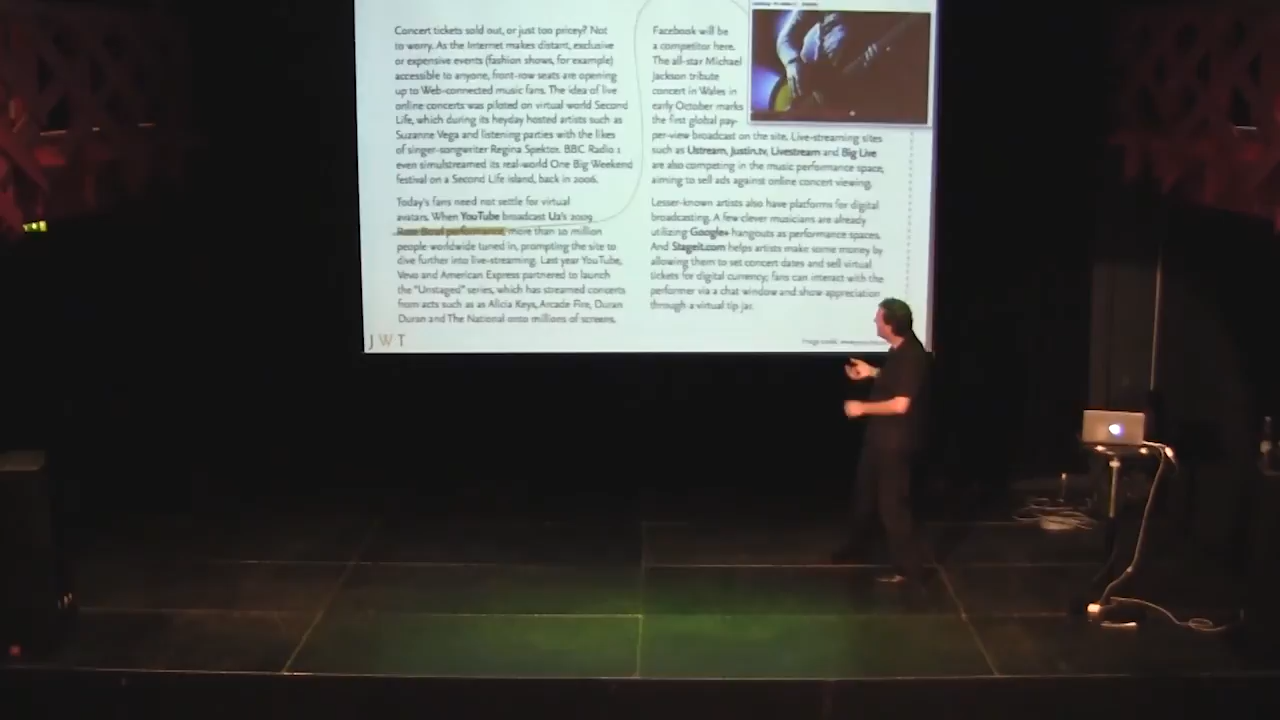 Concert tickets sold out, or just too pricey? Not
to worry. As the Internet makes distant, exclusive
or expensive events (fashion shows, for example)
accessible to anyone, front-row seats are opening
up to Web-connected music fans. The idea of live
online concerts was piloted on virtual world Second
Life, which during its heyday hosted artists such as
Suzanne Vega and listening parties with the likes
of singer-songwriter Regina Spektor. BBC Radio 1
even simulstreamed its real-world One Big Weekend
festival on a Second Life island, back in 2006.
Today's fans need not settle for virtual
avatars. When YouTube broadcast U2's 2009
Rose Bowl performance, more than 10 million
people worldwide tuned in, prompting the site to
dive further into live-streaming. Last year YouTube,
Vevo and American Express partnered to launch
the "Unstaged" series, which has streamed concerts
from acts such as as Alicia Keys, Arcade Fire, Duran
Duran and The National onto millions of screens.
Facebook will be
a competitor here.
The all-star Michael
Jackson tribute
concert in Wales in
early October marks
the first global pay-
per-view broadcast on the site. Live-streaming sites
such as Ustream, Justin.tv, Livestream and Big Live
are also competing in the music performance space,
aiming to sell ads against online concert viewing.
Lesser-known artists also have platforms for digital
broadcasting. A few clever musicians are already
utilizing Google+ hangouts as performance spaces.
And StageIt.com helps artists make some money by
allowing them to set concert dates and sell virtual
tickets for digital currency; fans can interact with the
performer via a chat window and show appreciation
through a virtual tip jar.
JWT
Image credit: